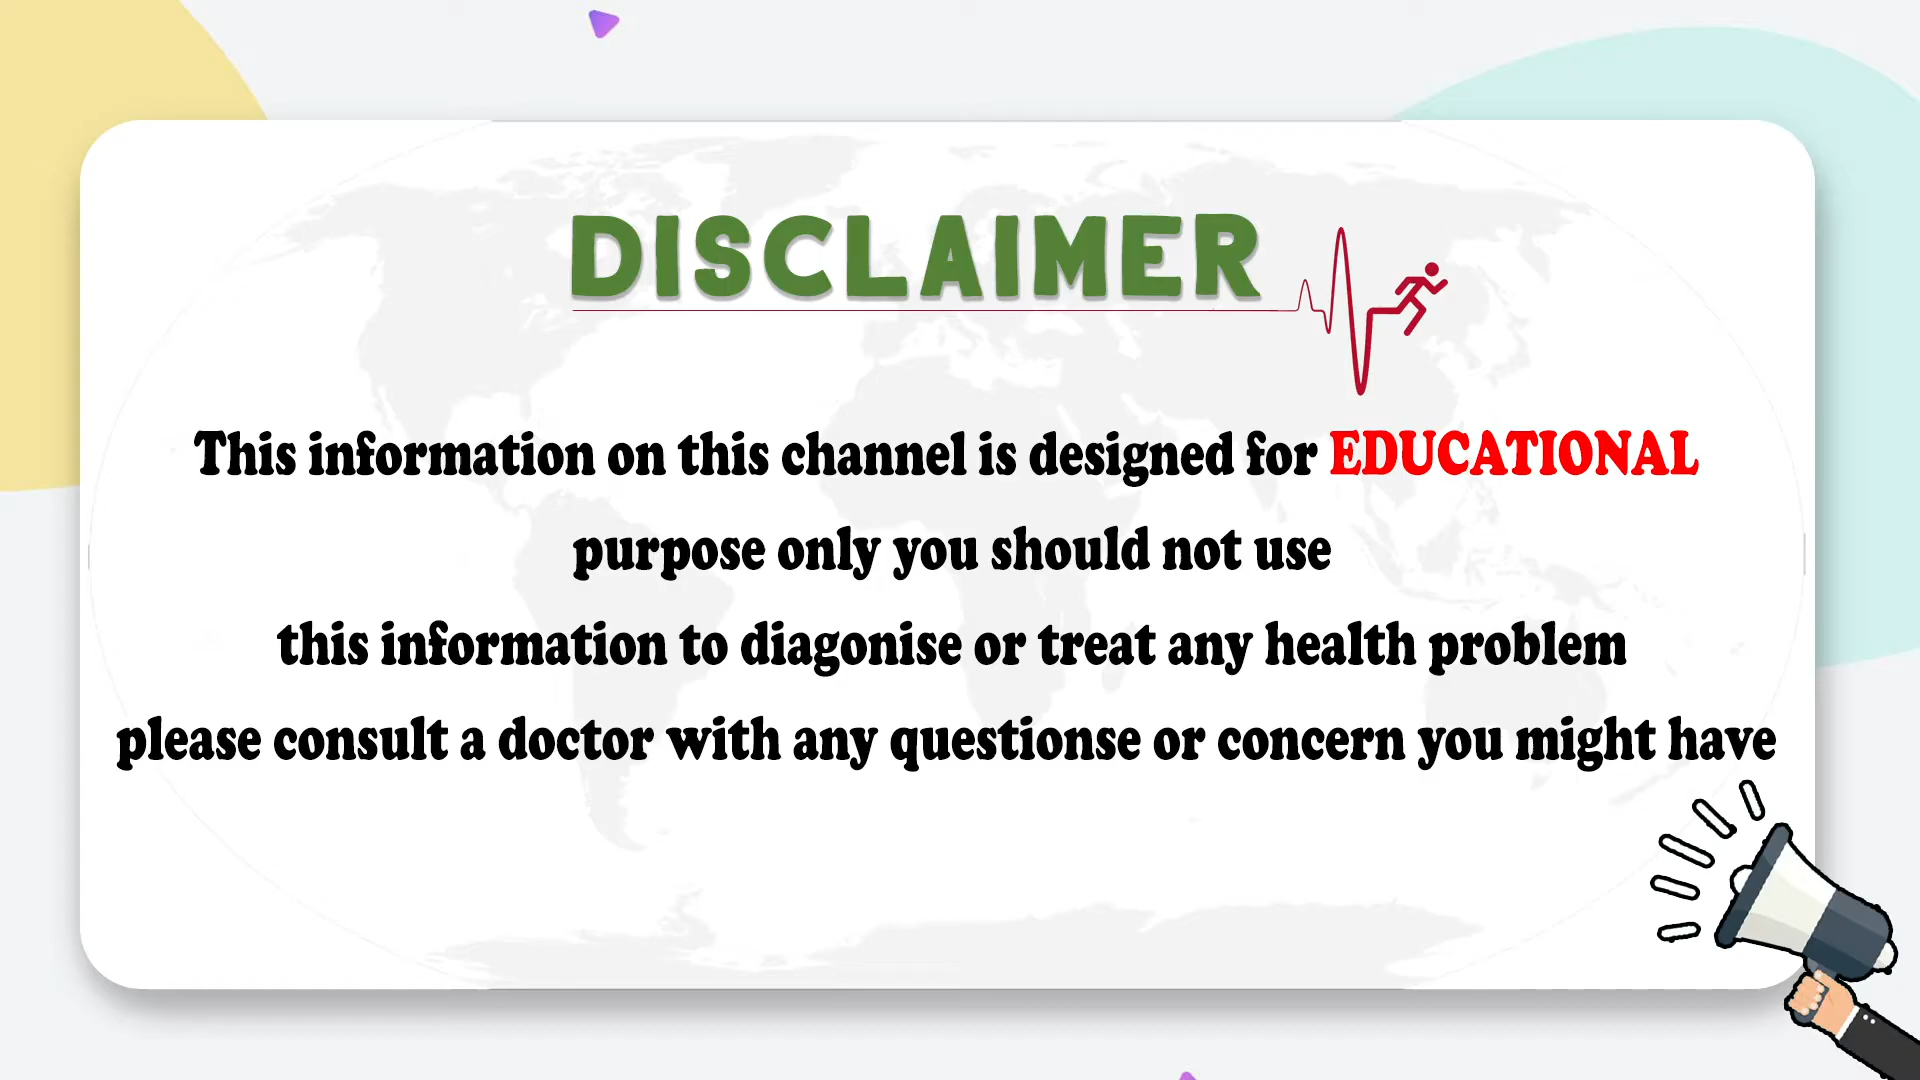 DISCLAIMER
This information on this channel is designed for EDUCATIONAL
purpose only you should not use
this information to diagonise or treat any health problem
please consult a doctor with any questionse or concern you might have